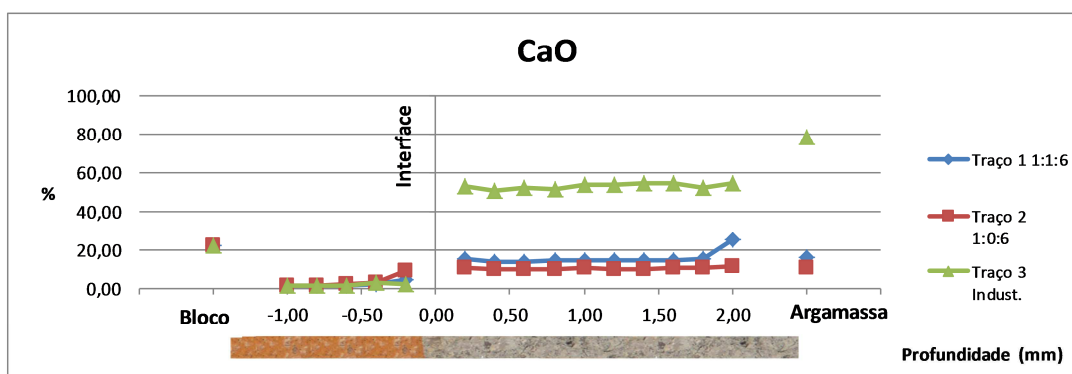 CaO
100,00
80,00
60,00
%
40,00
20,00
0,00
Interface
Bloco
-1,00
-0,50
0,00
0,50
1,00
1,50
2,00
Argamassa
Profundidade (mm)
Traço 1 1:1:6
Traço 2
1:0:6
Traço 3
Indust.